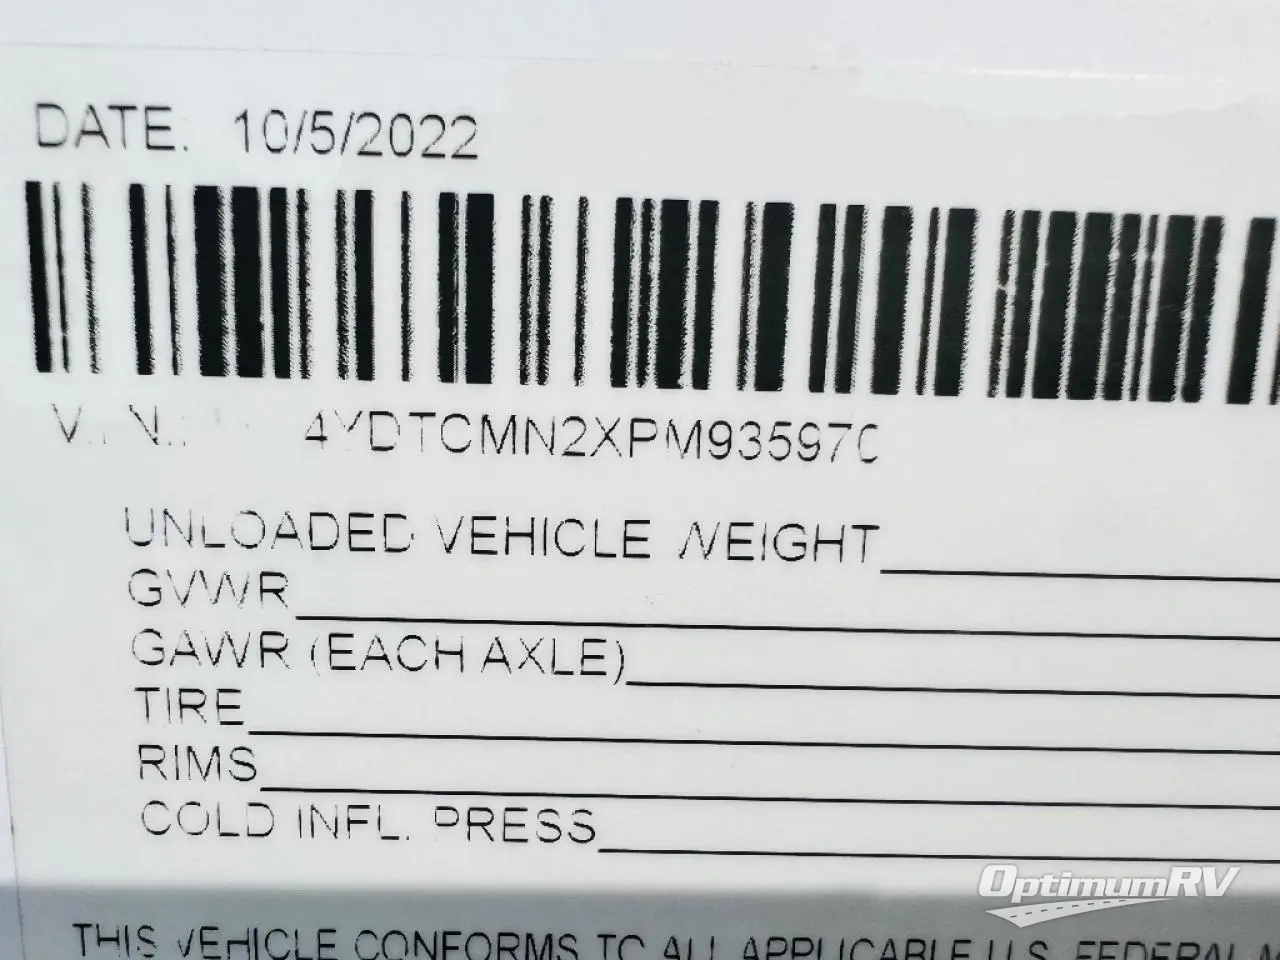 DATE. 10/5/2022
V.I.N.: 4YDTCMN2XPM935970
UNLOADED VEHICLE WEIGHT
GVWR
GAWR (EACH AXLE)
TIRE
RIMS
COLD INFL. PRESS
OptimumRV
THIS VEHICLE CONFORMS TO ALL APPLICABLE U.S. FEDERAL